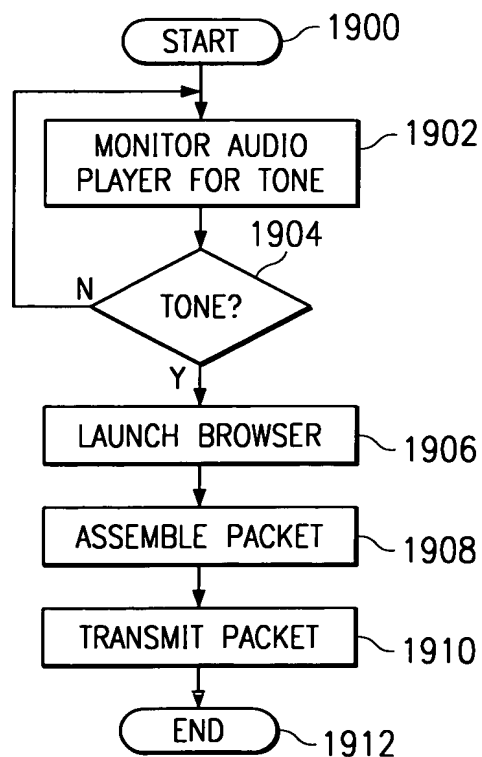 START
1900
MONITOR AUDIO
PLAYER FOR TONE
1902
1904
TONE?
N
Y
LAUNCH BROWSER
1906
ASSEMBLE PACKET
1908
TRANSMIT PACKET
1910
END
1912